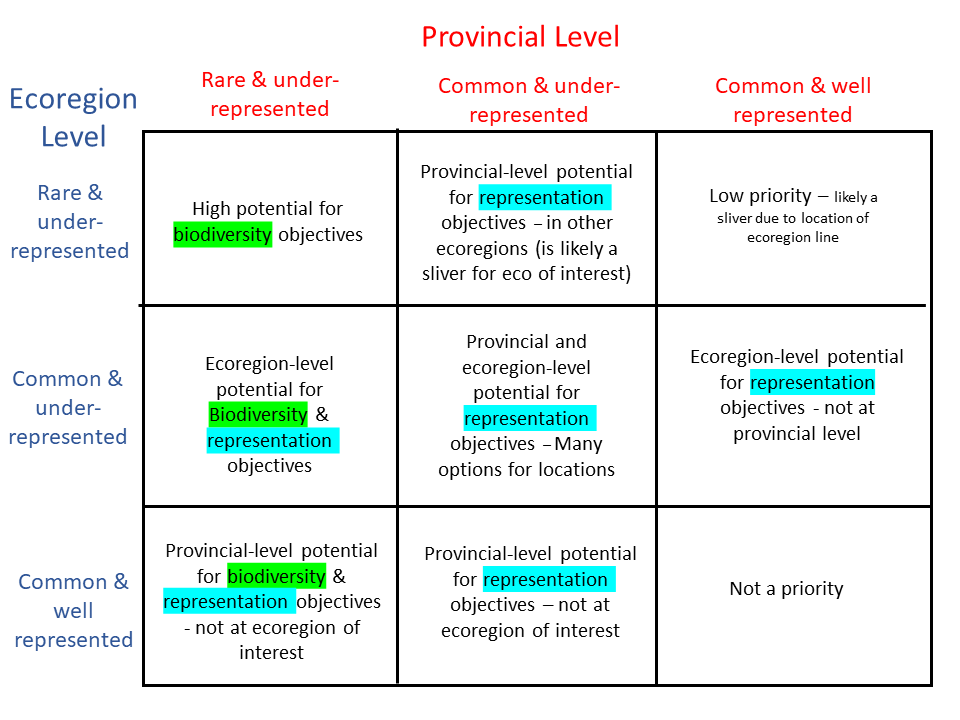 Provincial Level
Rare & under-
represented
Common & under-
represented
Common & well
represented
Ecoregion
Level
Rare &
under-
represented
High potential for
biodiversity objectives
Provincial-level potential
for representation
objectives – in other
ecoregions (is likely a
sliver for eco of interest)
Low priority – likely a
sliver due to location of
ecoregion line
Common &
under-
represented
Ecoregion-level
potential for
Biodiversity &
representation
objectives
Provincial and
ecoregion-level
potential for
representation
objectives – Many
options for locations
Ecoregion-level potential
for representation
objectives - not at
provincial level
Common &
well
represented
Provincial-level potential
for biodiversity &
representation objectives
- not at ecoregion of
interest
Provincial-level potential
for representation
objectives – not at
ecoregion of interest
Not a priority